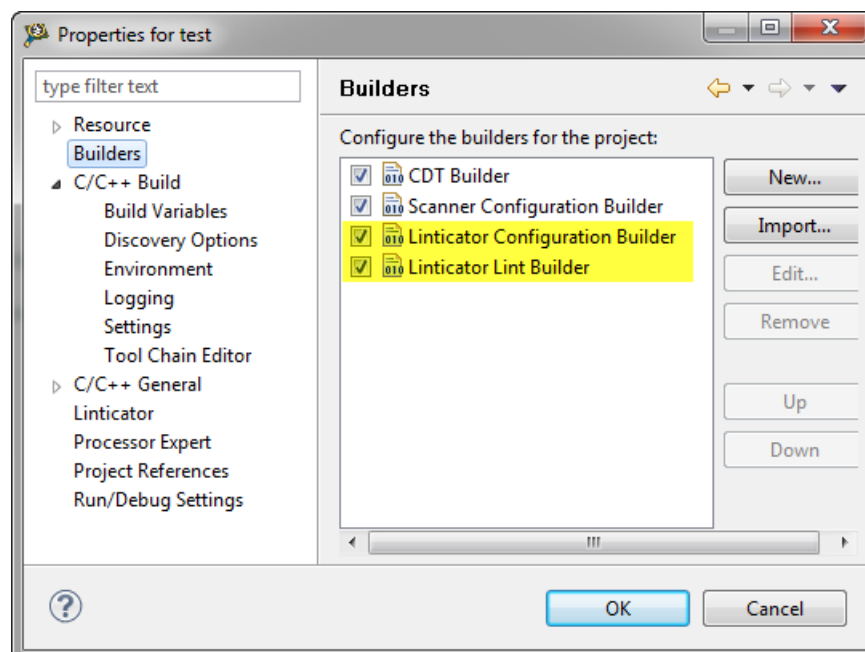 Properties for test
type filter text
Resource
Builders
C/C++ Build
Build Variables
Discovery Options
Environment
Logging
Settings
Tool Chain Editor
C/C++ General
Linticator
Processor Expert
Project References
Run/Debug Settings
Builders
Configure the builders for the project:
CDT Builder
Scanner Configuration Builder
Linticator Configuration Builder
Linticator Lint Builder
New...
Import...
Edit...
Remove
Up
Down
OK
Cancel